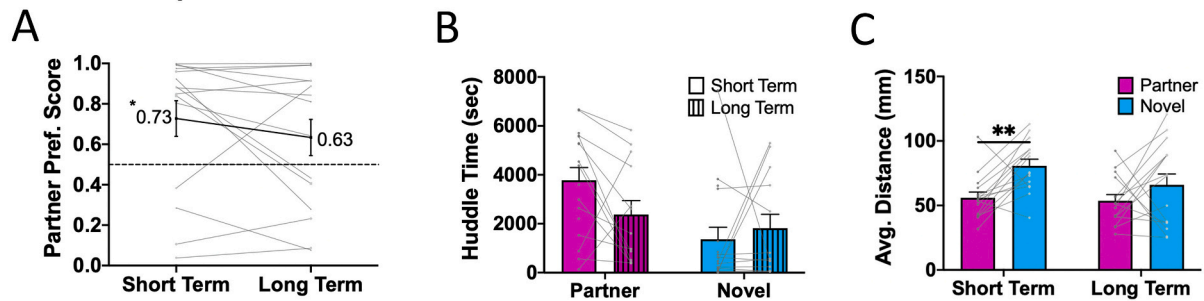 A
Partner Pref. Score
1.0
0.8
0.6
0.4
0.2
0.0
*
0.73
0.63
Short Term
Long Term
B
Huddle Time (sec)
8000
6000
4000
2000
0
Short Term
Long Term
Partner
Novel
C
Avg. Distance (mm)
150
100
50
0
**
Partner
Novel
Short Term
Long Term